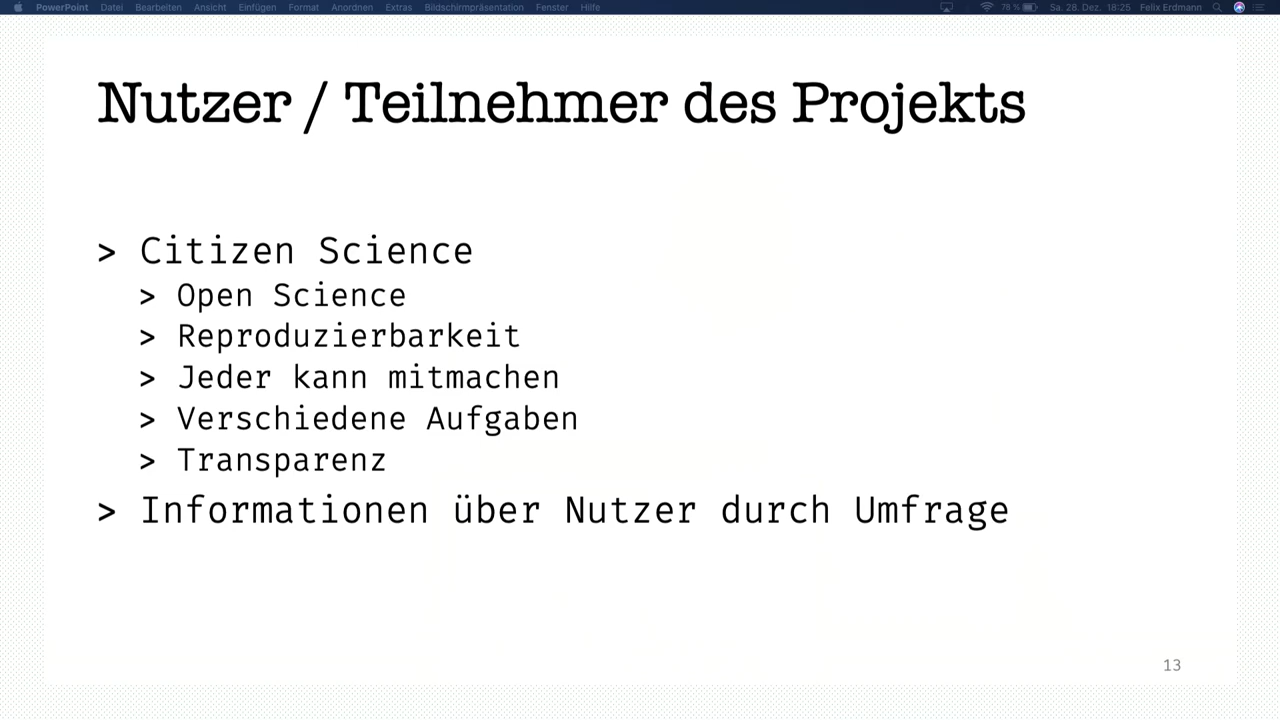 PowerPoint Datei Bearbeiten Ansicht Einfügen Format Anordnen Extras Bildschirmpräsentation Fenster Hilfe 78 % Sa. 28. Dez. 18:25 Felix Erdmann
Nutzer / Teilnehmer des Projekts
> Citizen Science
> Open Science
> Reproduzierbarkeit
> Jeder kann mitmachen
> Verschiedene Aufgaben
> Transparenz
> Informationen über Nutzer durch Umfrage
13